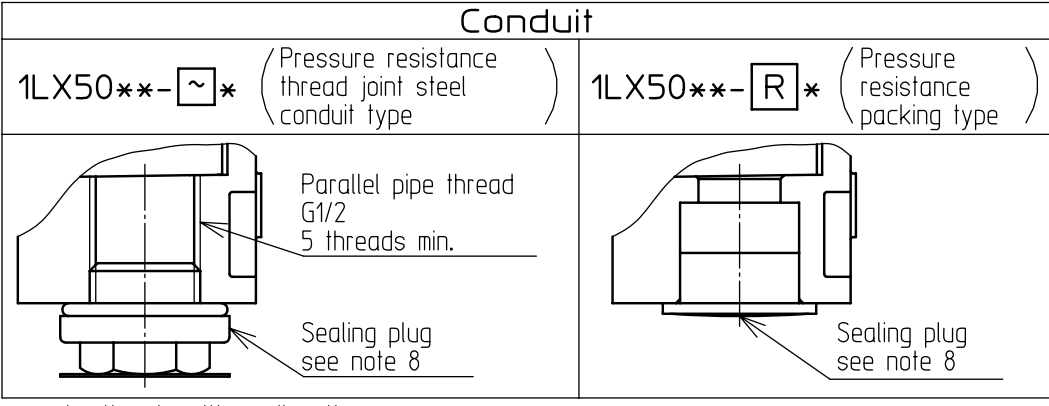 Conduit
1LX50**-~* (Pressure resistance
thread joint steel
conduit type)
1LX50**-R* (Pressure
resistance
packing type)
Parallel pipe thread
G1/2
5 threads min.
Sealing plug
see note 8
Sealing plug
see note 8